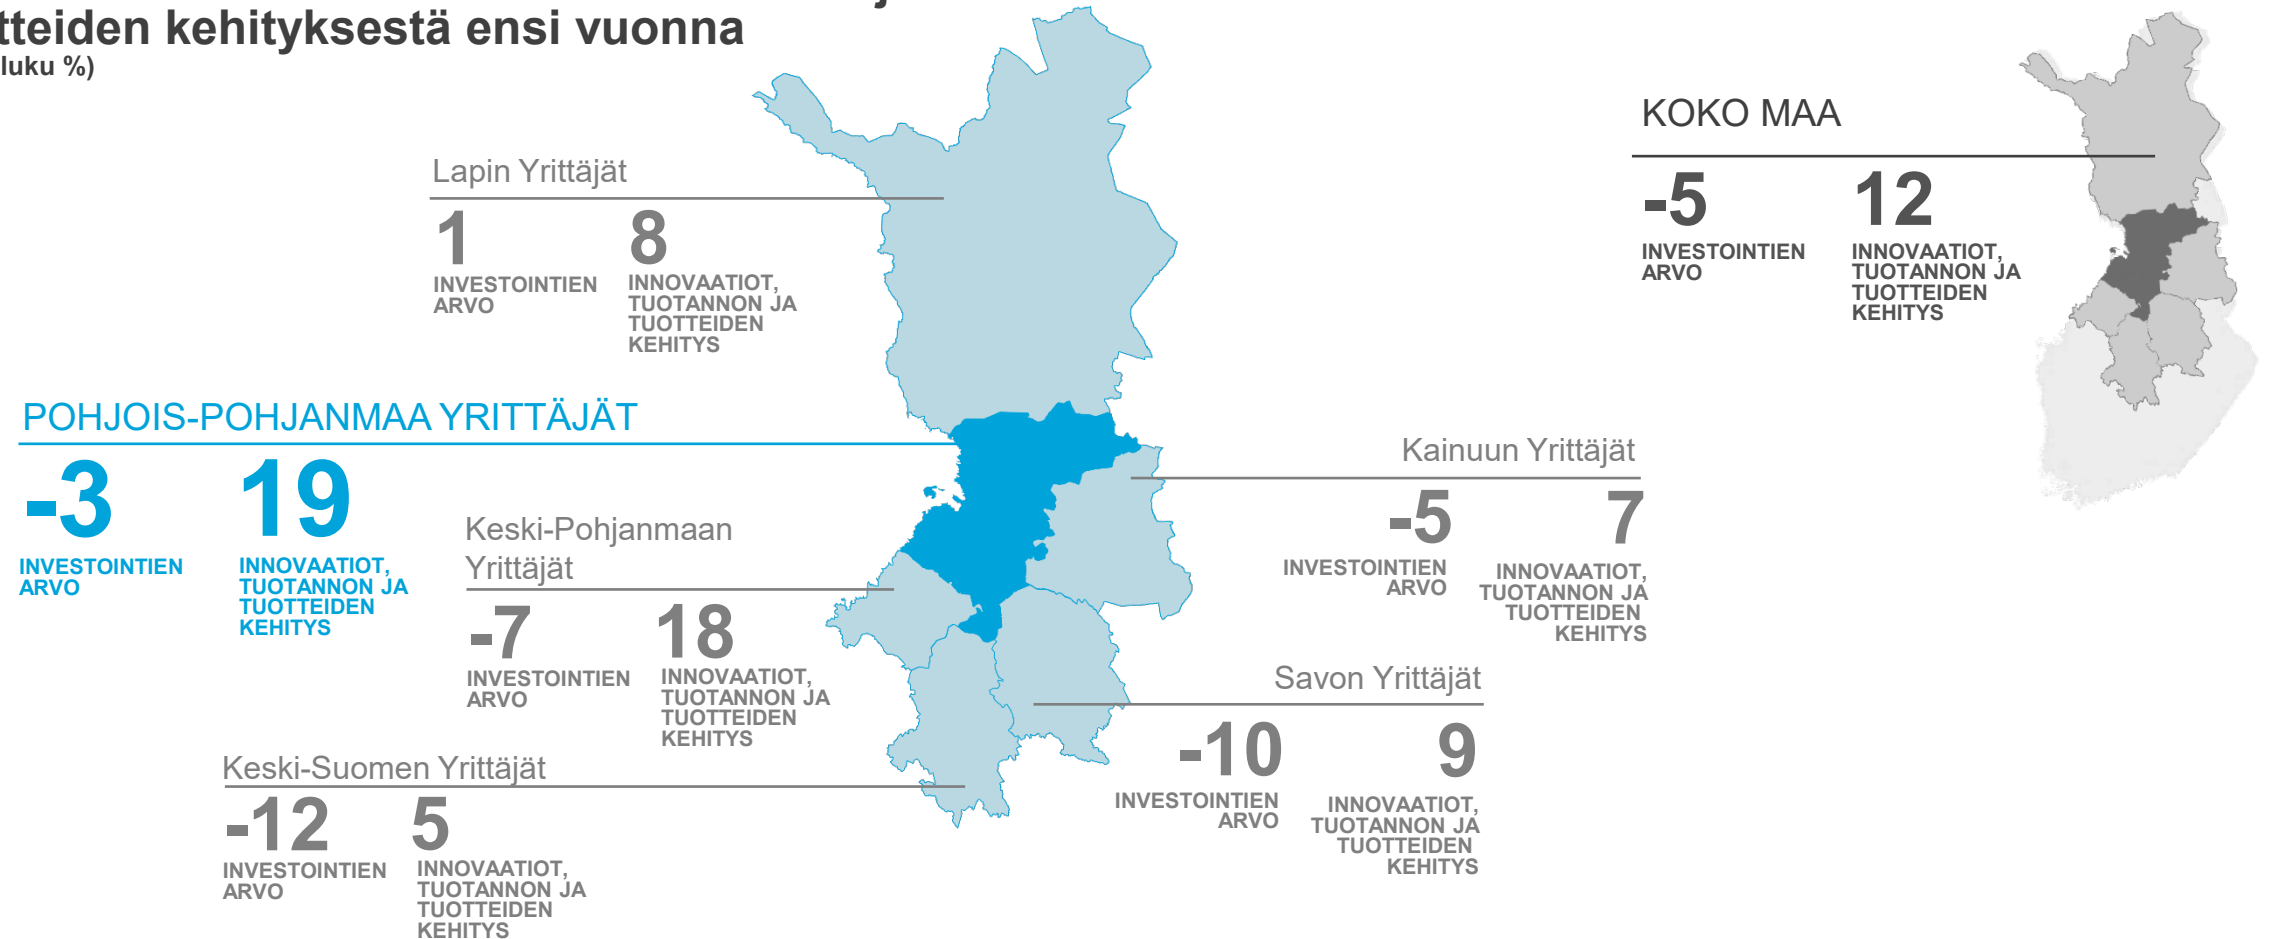 tteiden kehityksestä ensi vuonna
luku %)
KOKO MAA
-5
12
INVESTOINTIEN
ARVO
INNOVAATIOT,
TUOTANNON JA
TUOTTEIDEN
KEHITYS
Lapin Yrittäjät
1
8
INVESTOINTIEN
ARVO
INNOVAATIOT,
TUOTANNON JA
TUOTTEIDEN
KEHITYS
POHJOIS-POHJANMAA YRITTÄJÄT
-3
19
INVESTOINTIEN
ARVO
INNOVAATIOT,
TUOTANNON JA
TUOTTEIDEN
KEHITYS
Kainuun Yrittäjät
-5
7
INVESTOINTIEN
ARVO
INNOVAATIOT,
TUOTANNON JA
TUOTTEIDEN
KEHITYS
Keski-Pohjanmaan
Yrittäjät
-7
18
INVESTOINTIEN
ARVO
INNOVAATIOT,
TUOTANNON JA
TUOTTEIDEN
KEHITYS
Savon Yrittäjät
-10
9
INVESTOINTIEN
ARVO
INNOVAATIOT,
TUOTANNON JA
TUOTTEIDEN
KEHITYS
Keski-Suomen Yrittäjät
-12
5
INVESTOINTIEN
ARVO
INNOVAATIOT,
TUOTANNON JA
TUOTTEIDEN
KEHITYS